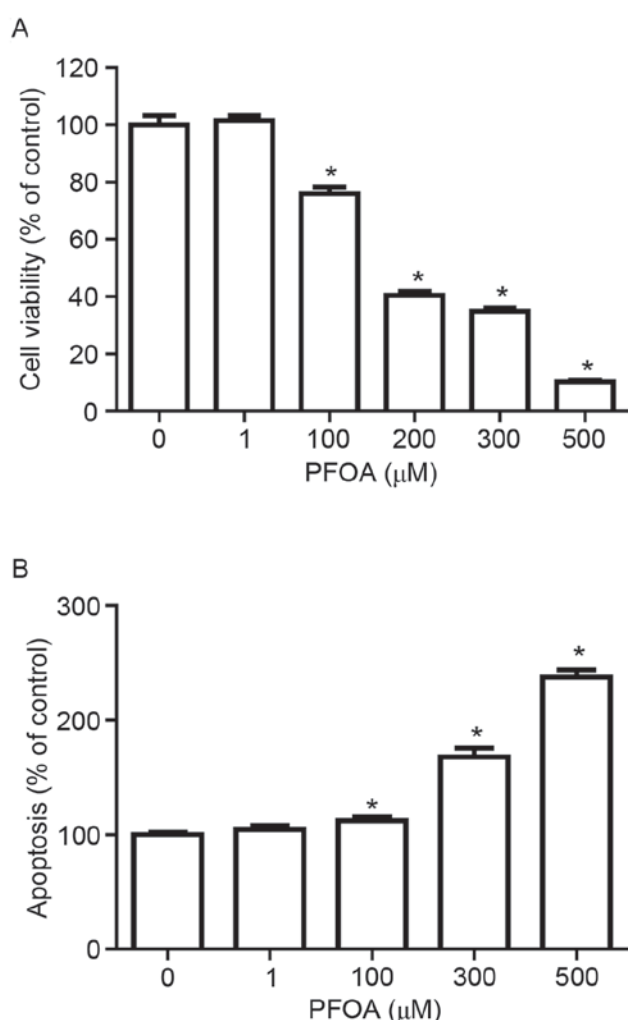 A
Cell viability (% of control)
120
100
80
60
40
20
0
*
*
*
*
0 1 100 200 300 500
PFOA (μM)
B
Apoptosis (% of control)
300
200
100
0
*
*
*
0 1 100 300 500
PFOA (μM)